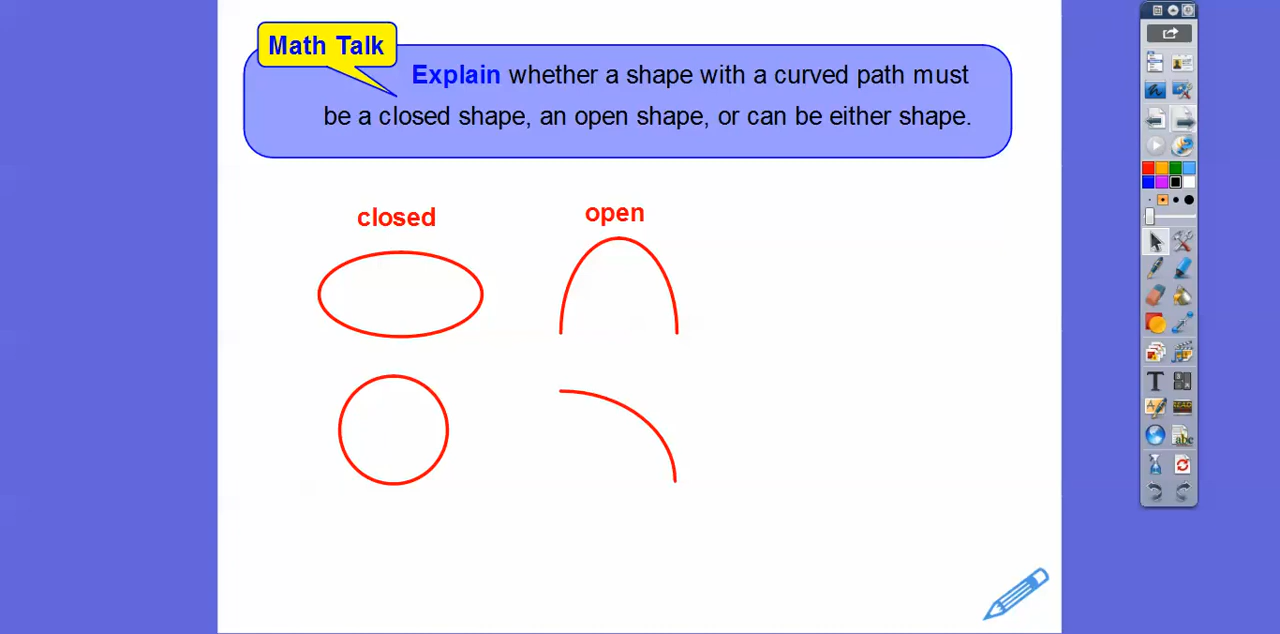 Math Talk
Explain whether a shape with a curved path must
be a closed shape, an open shape, or can be either shape.
closed
open